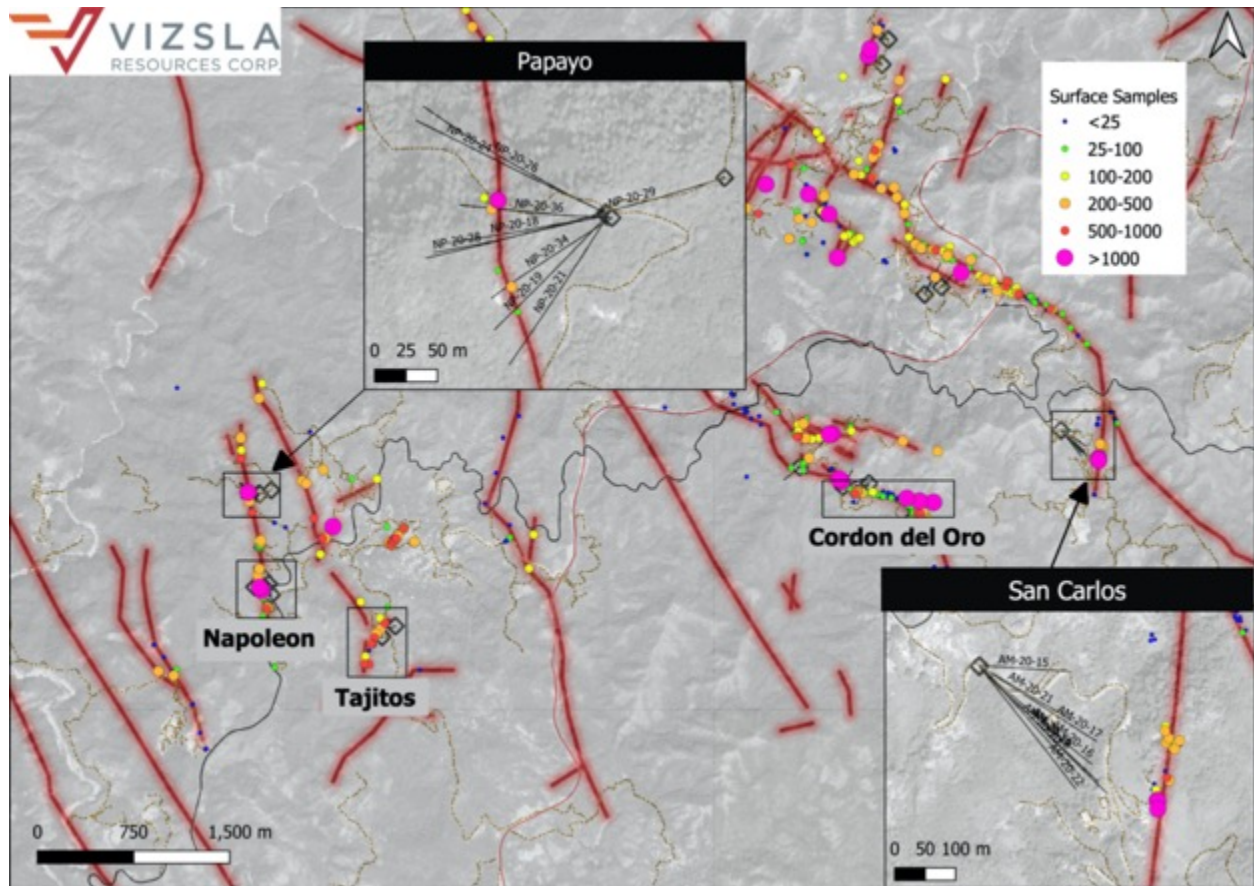 VIZSLA
RESOURCES CORP.
Papayo
NP-20-24
NP-20-26
NP-20-29
NP-20-36
NP-20-18
NP-20-28
NP-20-34
NP-20-19
NP-20-21
0 25 50 m
Surface Samples
<25
25-100
100-200
200-500
500-1000
>1000
Cordon del Oro
Napoleon
Tajitos
San Carlos
AM-20-15
AM-20-21
AM-20-17
AM-20-16
AM-20-22
0 50 100 m
0 750 1,500 m